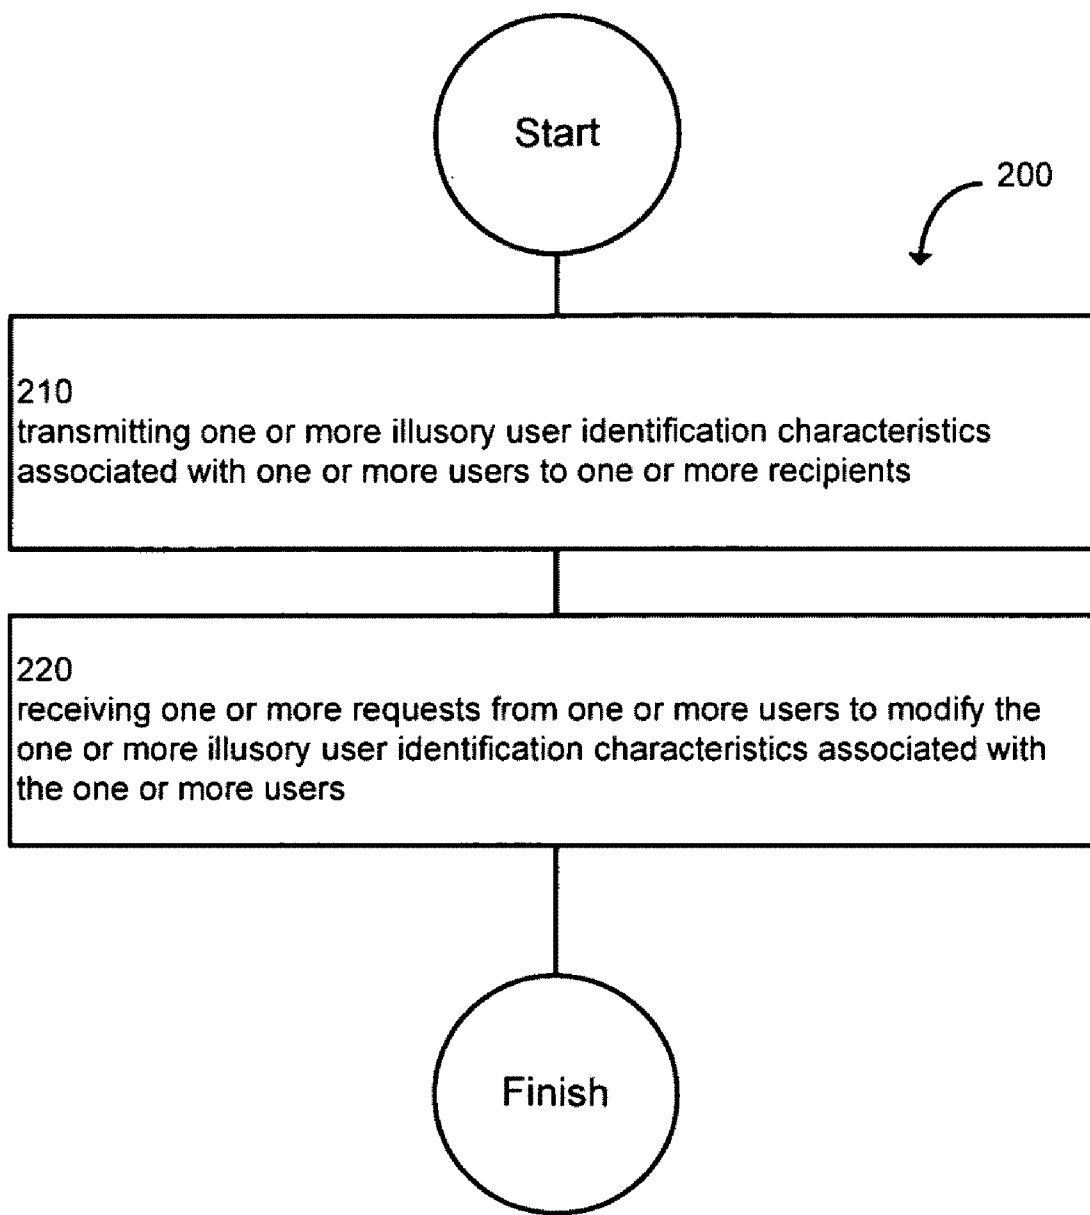 Start
200
210
transmitting one or more illusory user identification characteristics
associated with one or more users to one or more recipients
220
receiving one or more requests from one or more users to modify the
one or more illusory user identification characteristics associated with
the one or more users
Finish